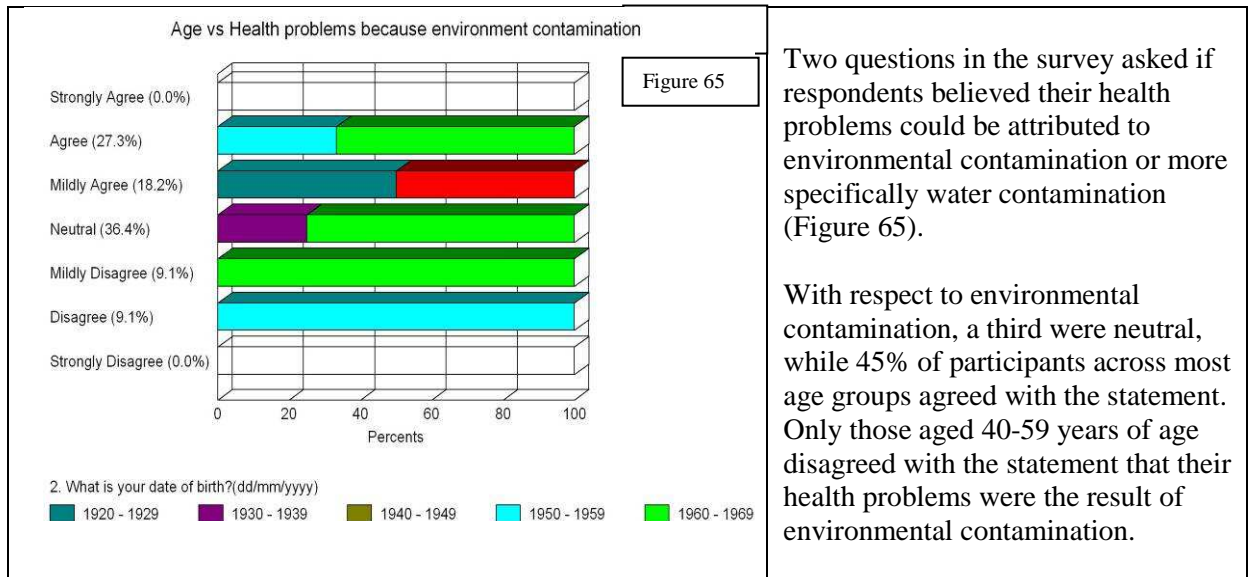 Age vs Health problems because environment contamination
Figure 65
Strongly Agree (0.0%)
Agree (27.3%)
Mildly Agree (18.2%)
Neutral (36.4%)
Mildly Disagree (9.1%)
Disagree (9.1%)
Strongly Disagree (0.0%)
0 20 40 60 80 100
Percents
2. What is your date of birth?(dd/mm/yyyy)
1920 - 1929 1930 - 1939 1940 - 1949 1950 - 1959 1960 - 1969
Two questions in the survey asked if
respondents believed their health
problems could be attributed to
environmental contamination or more
specifically water contamination
(Figure 65).
With respect to environmental
contamination, a third were neutral,
while 45% of participants across most
age groups agreed with the statement.
Only those aged 40-59 years of age
disagreed with the statement that their
health problems were the result of
environmental contamination.